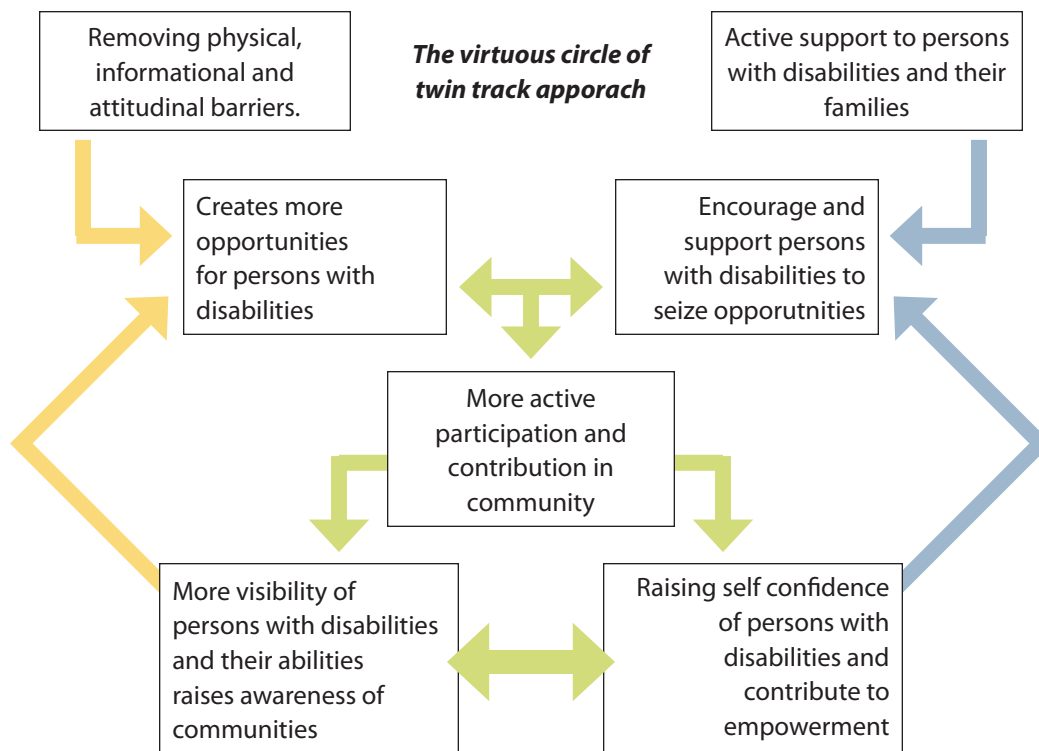 Removing physical,
informational and
attitudinal barriers.
The virtuous circle of
twin track apporach
Active support to persons
with disabilities and their
families
Creates more
opportunities
for persons with
disabilities
Encourage and
support persons
with disabilities to
seize opporutnities
More active
participation and
contribution in
community
More visibility of
persons with disabilities
and their abilities
raises awareness of
communities
Raising self confidence
of persons with
disabilities and
contribute to
empowerment